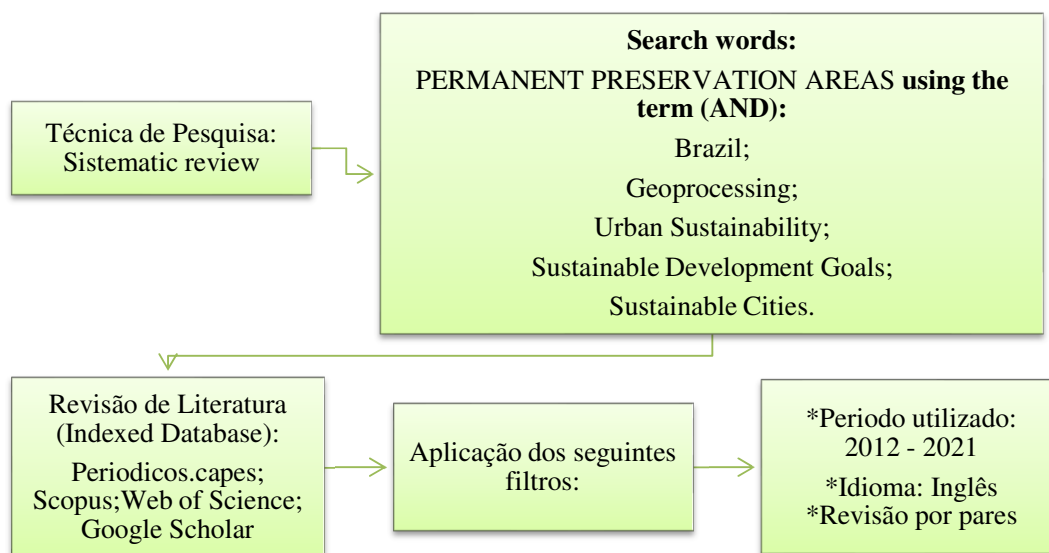 Técnica de Pesquisa:
Sistematic review
Search words:
PERMANENT PRESERVATION AREAS using the
term (AND):
Brazil;
Geoprocessing;
Urban Sustainability;
Sustainable Development Goals;
Sustainable Cities.
Revisão de Literatura
(Indexed Database):
Periodicos.capes;
Scopus;Web of Science;
Google Scholar
Aplicação dos seguintes
filtros:
*Periodo utilizado:
2012 - 2021
*Idioma: Inglês
*Revisão por pares